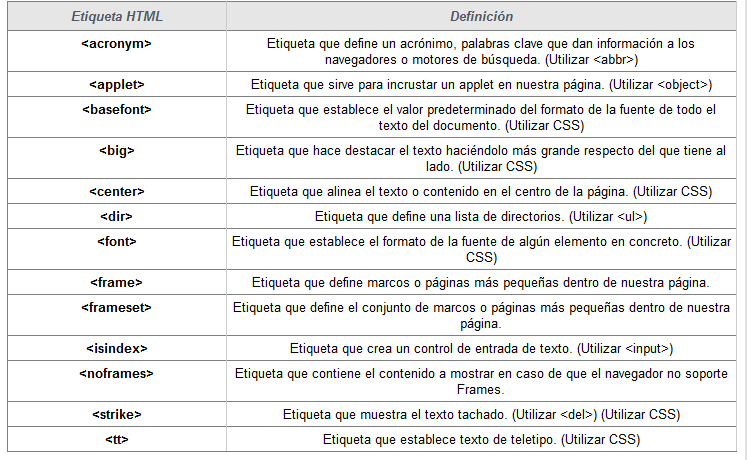 Etiqueta HTML Definición
<acronym> Etiqueta que define un acrónimo, palabras clave que dan información a los
navegadores o motores de búsqueda. (Utilizar <abbr>)
<applet> Etiqueta que sirve para incrustar un applet en nuestra página. (Utilizar <object>)
<basefont> Etiqueta que establece el valor predeterminado del formato de la fuente de todo el
texto del documento. (Utilizar CSS)
<big> Etiqueta que hace destacar el texto haciéndolo más grande respecto del que tiene al
lado. (Utilizar CSS)
<center> Etiqueta que alinea el texto o contenido en el centro de la página. (Utilizar CSS)
<dir> Etiqueta que define una lista de directorios. (Utilizar <ul>)
<font> Etiqueta que establece el formato de la fuente de algún elemento en concreto. (Utilizar
CSS)
<frame> Etiqueta que define marcos o páginas más pequeñas dentro de nuestra página.
<frameset> Etiqueta que define el conjunto de marcos o páginas más pequeñas dentro de nuestra
página.
<isindex> Etiqueta que crea un control de entrada de texto. (Utilizar <input>)
<noframes> Etiqueta que contiene el contenido a mostrar en caso de que el navegador no soporte
Frames.
<strike> Etiqueta que muestra el texto tachado. (Utilizar <del>) (Utilizar CSS)
<tt> Etiqueta que establece texto de teletipo. (Utilizar CSS)